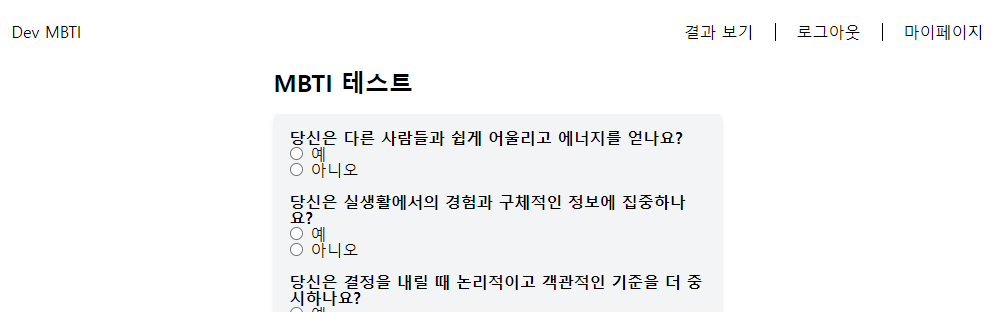 Dev MBTI 결과 보기 로그아웃 마이페이지
MBTI 테스트
당신은 다른 사람들과 쉽게 어울리고 에너지를 얻나요?
예
아니오
당신은 실생활에서의 경험과 구체적인 정보에 집중하나
요?
예
아니오
당신은 결정을 내릴 때 논리적이고 객관적인 기준을 더 중
시하나요?
예